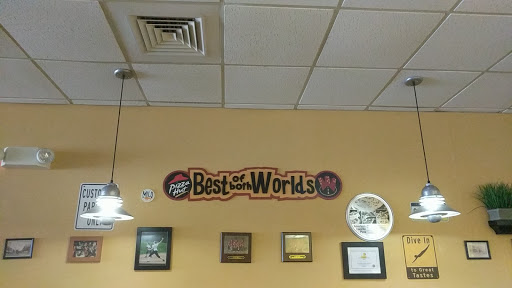 Pizza Hut
Best of both Worlds
CUSTO
PAR
ONL
Dive In
to Great
Tastes